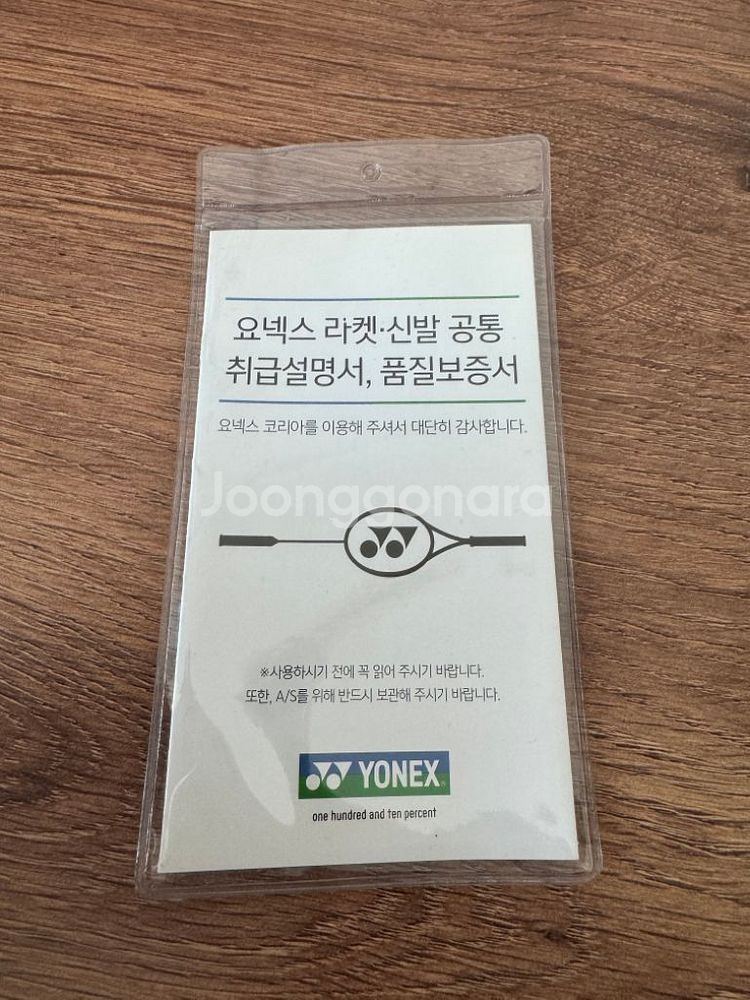 요넥스 라켓·신발 공통
취급설명서, 품질보증서
요넥스 코리아를 이용해 주셔서 대단히 감사합니다.
Joonggonara
※사용하시기 전에 꼭 읽어 주시기 바랍니다.
또한, A/S를 위해 반드시 보관해 주시기 바랍니다.
YONEX®
one hundred and ten percent